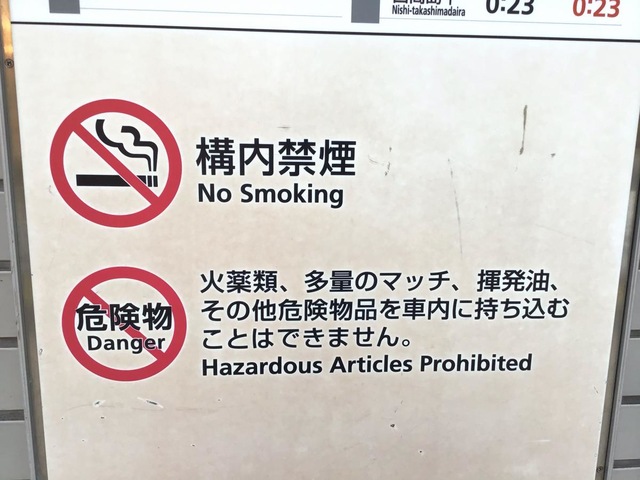 Nishi-takashimadaira 0:23 0:23
構内禁煙
No Smoking
危険物
Danger
火薬類、多量のマッチ、揮発油、
その他危険物品を車内に持ち込む
ことはできません。
Hazardous Articles Prohibited